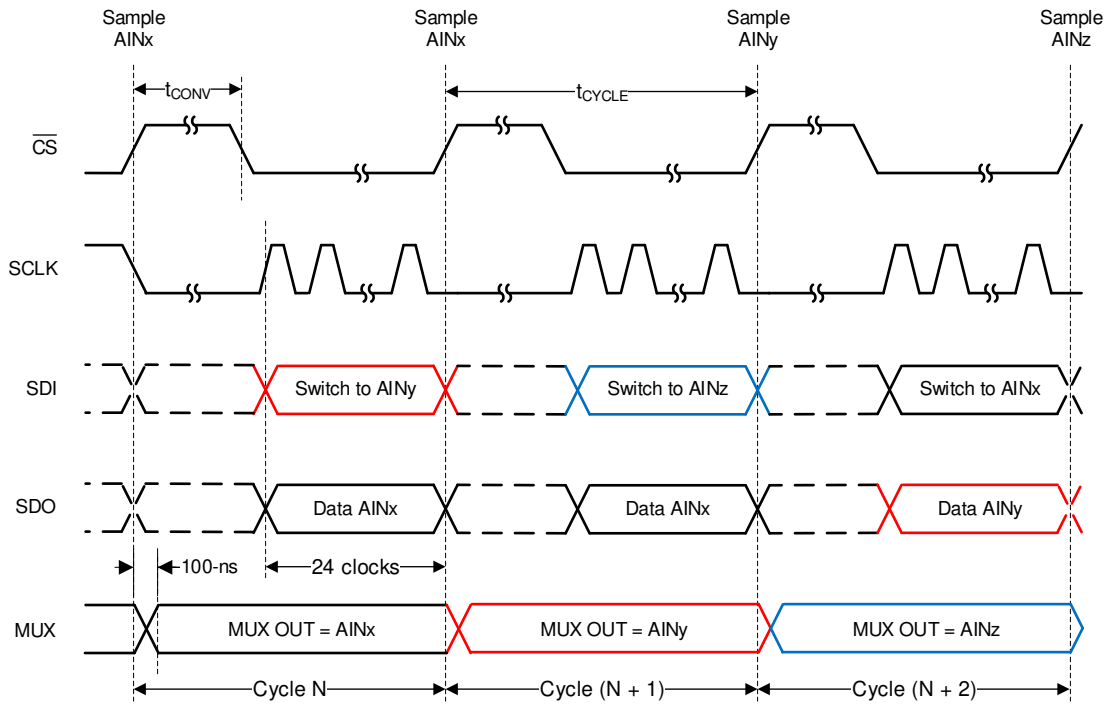 Sample
AINx
Sample
AINx
Sample
AINy
Sample
AINz
tCONV
tCYCLE
CS
SCLK
SDI
Switch to AINy
Switch to AINz
Switch to AINx
SDO
Data AINx
Data AINx
Data AINy
100-ns
24 clocks
MUX
MUX OUT = AINx
MUX OUT = AINy
MUX OUT = AINz
Cycle N
Cycle (N + 1)
Cycle (N + 2)